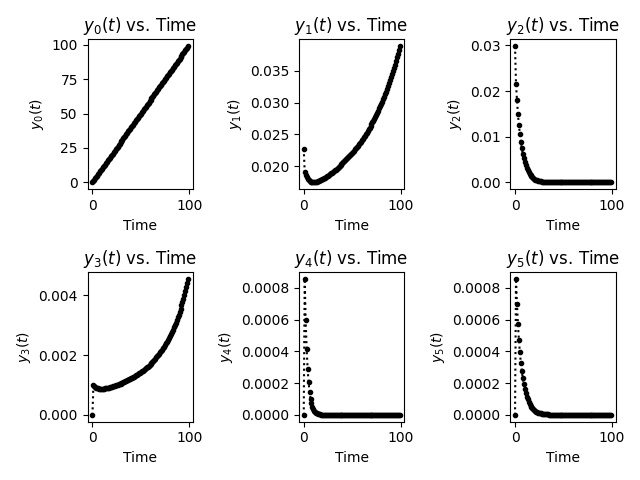 y₀(t) vs. Time
y₁(t) vs. Time
y₂(t) vs. Time
100
75
50
25
0
y₀(t)
0
100
Time
0.035
0.030
0.025
0.020
y₁(t)
0
100
Time
0.03
0.02
0.01
0.00
y₂(t)
0
100
Time
y₃(t) vs. Time
y₄(t) vs. Time
y₅(t) vs. Time
0.004
0.002
0.000
y₃(t)
0
100
Time
0.0008
0.0006
0.0004
0.0002
0.0000
y₄(t)
0
100
Time
0.0008
0.0006
0.0004
0.0002
0.0000
y₅(t)
0
100
Time